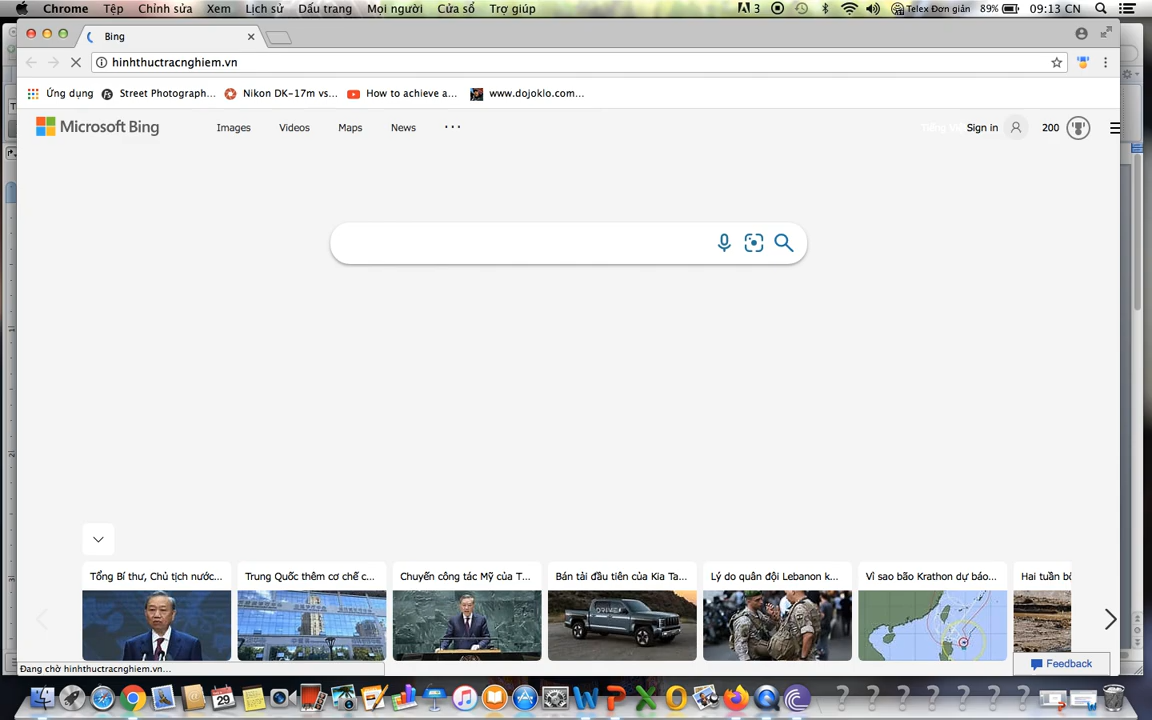 Chrome Tệp Chỉnh sửa Xem Lịch sử Dấu trang Mọi người Cửa sổ Trợ giúp 3 Telex Đơn giản 89% 09:13 CN
Bing
hinhthuctracnghiem.vn
Ứng dụng Street Photograph... Nikon DK-17m vs... How to achieve a... www.dojoklo.com...
Microsoft Bing Images Videos Maps News ... Tiếng Việt Sign in 200
Tổng Bí thư, Chủ tịch nước... Trung Quốc thêm cơ chế c... Chuyến công tác Mỹ của T... Bán tải đầu tiên của Kia Ta... Lý do quân đội Lebanon k... Vì sao bão Krathon dự báo... Hai tuần bê
Feedback
Đang chờ hinhthuctracnghiem.vn...
29